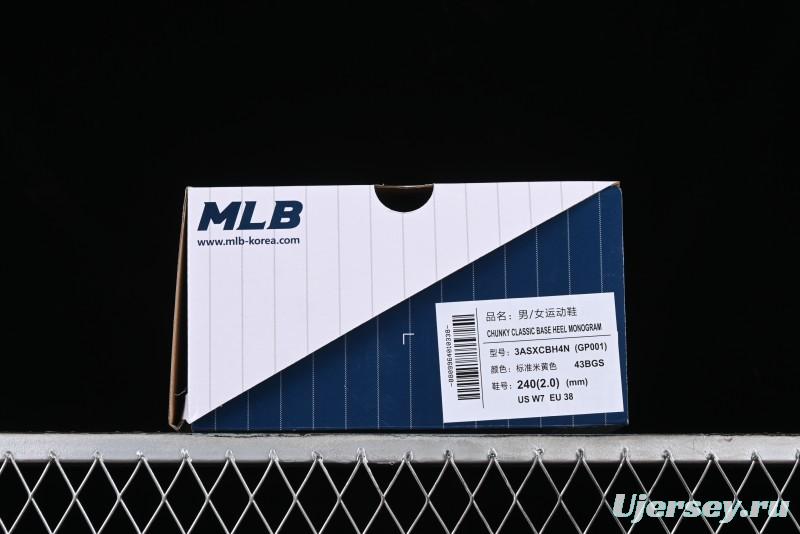 MLB
www.mlb-korea.com
品名：男/女运动鞋
CHUNKY CLASSIC BASE HEEL MONOGRAM
型号：3ASXCBH4N (GP001)
颜色：标准米黄色 43BGS
鞋号：240(2.0) (mm)
US W7 EU 38
Ujersey.ru